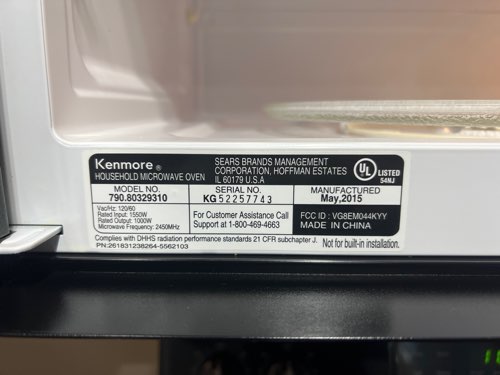 Kenmore ®
HOUSEHOLD MICROWAVE OVEN
SEARS BRANDS MANAGEMENT
CORPORATION, HOFFMAN ESTATES
IL 60179 U.S.A
UL LISTED
54NJ
MODEL NO.
790.80329310
SERIAL NO.
KG52257743
MANUFACTURED
May,2015
Vac/Hz: 120/60
Rated Input: 1550W
Rated Output: 1000W
Microwave Frequency: 2450MHz
For Customer Assistance Call
Support at 1-800-469-4663
FCC ID : VG8EM044KYY
MADE IN CHINA
Complies with DHHS radiation performance standards 21 CFR subchapter J.
Not for built-in installation.
PN:261831238264-5562103